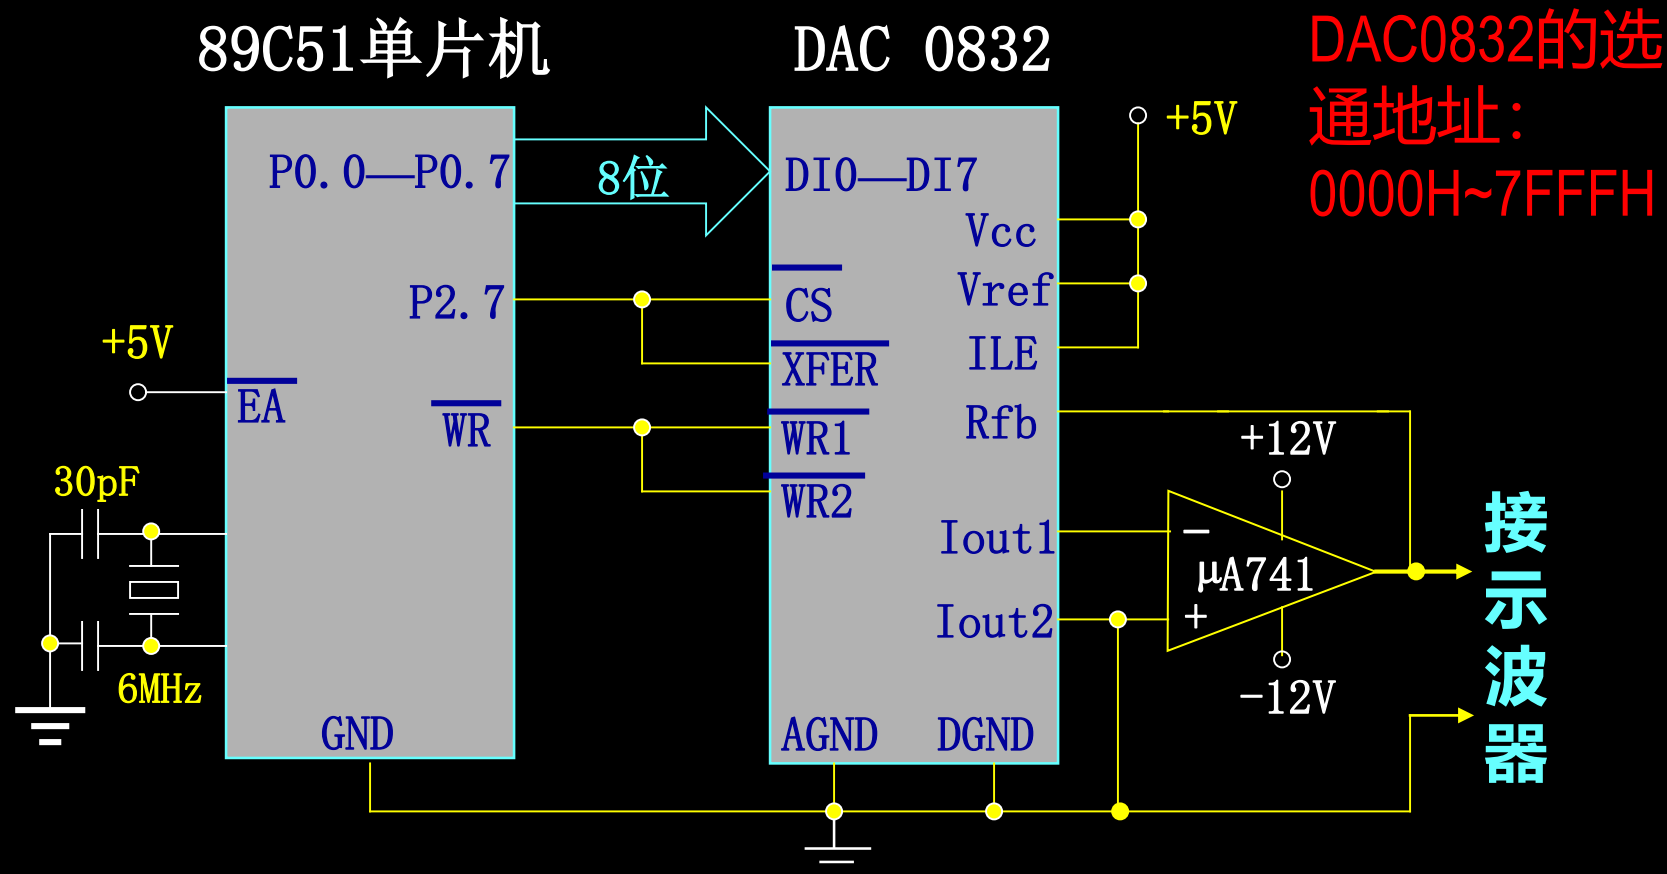 89C51单片机
DAC 0832
DAC0832的选
通地址:
0000H~7FFFH
P0.0—P0.7
8位
DI0—DI7
+5V
Vcc
Vref
P2.7
CS
ILE
+5V
XFER
EA
WR
WR1
Rfb
+12V
WR2
30pF
Iout1
−
μA741
Iout2
+
接
示
波
器
6MHz
-12V
GND
AGND
DGND